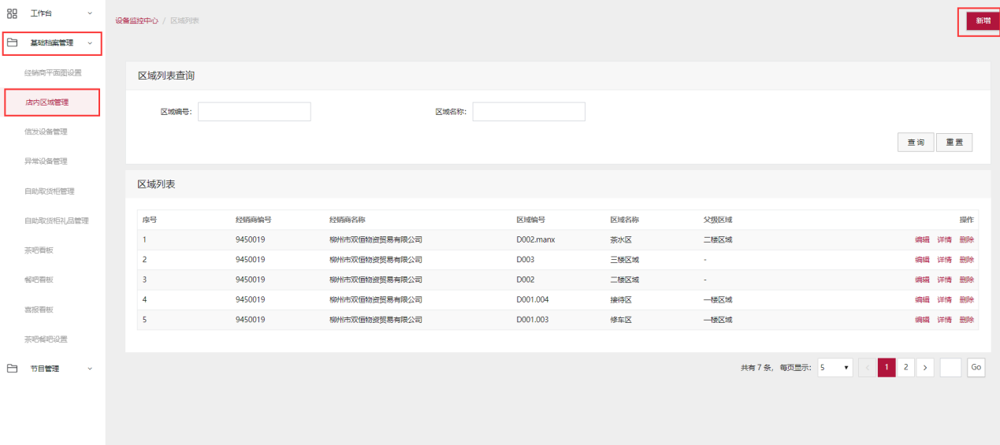 工作台
基础档案管理
经销商平面图设置
店内区域管理
信发设备管理
异常设备管理
自助取货柜管理
自助取货柜礼品管理
茶吧看板
餐吧看板
喜报看板
茶吧餐吧设置
节目管理
设备监控中心 / 区域列表
新增
区域列表查询
区域编号: 区域名称:
查询 重置
区域列表
序号 经销商编号 经销商名称 区域编号 区域名称 父级区域 操作
1 9450019 柳州市双恒物资贸易有限公司 D002.manx 茶水区 二楼区域 编辑 详情 删除
2 9450019 柳州市双恒物资贸易有限公司 D003 三楼区域 - 编辑 详情 删除
3 9450019 柳州市双恒物资贸易有限公司 D002 二楼区域 - 编辑 详情 删除
4 9450019 柳州市双恒物资贸易有限公司 D001.004 接待区 一楼区域 编辑 详情 删除
5 9450019 柳州市双恒物资贸易有限公司 D001.003 修车区 一楼区域 编辑 详情 删除
共有 7 条, 每页显示: 5 < 1 2 > Go